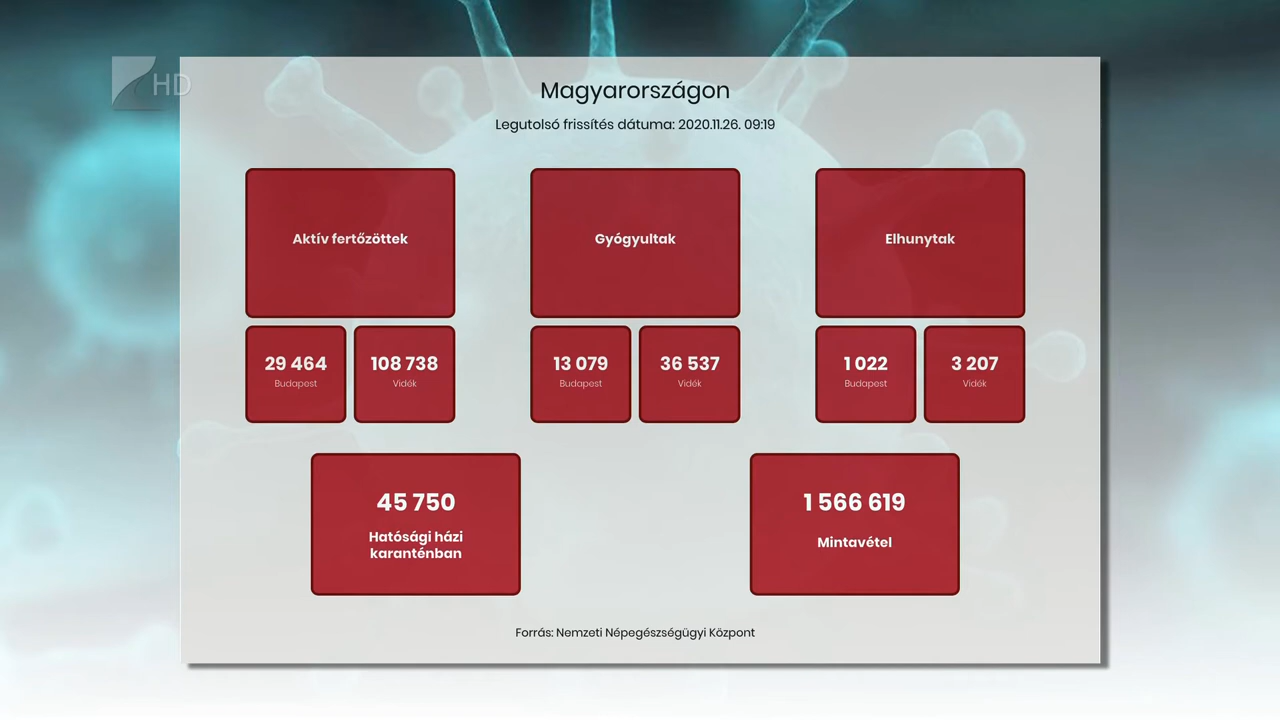 HD
Magyarországon
Legutolsó frissítés dátuma: 2020.11.26. 09:19
Aktív fertőzöttek
Gyógyultak
Elhunytak
29 464
Budapest
108 738
Vidék
13 079
Budapest
36 537
Vidék
1 022
Budapest
3 207
Vidék
45 750
Hatósági házi
karanténban
1 566 619
Mintavétel
Forrás: Nemzeti Népegészségügyi Központ